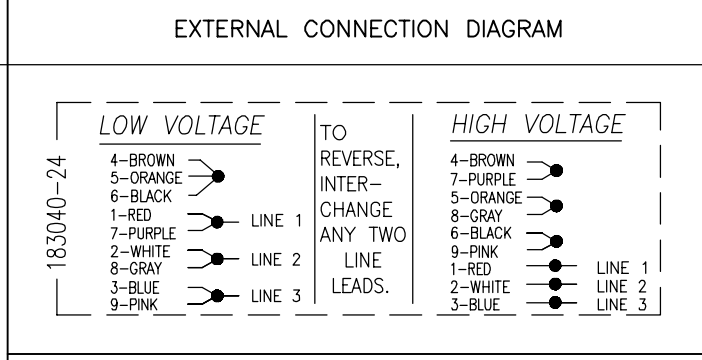 EXTERNAL CONNECTION DIAGRAM
183040-24
LOW VOLTAGE
4-BROWN
5-ORANGE
6-BLACK
1-RED
7-PURPLE
LINE 1
2-WHITE
8-GRAY
LINE 2
3-BLUE
9-PINK
LINE 3
TO
REVERSE,
INTER-
CHANGE
ANY TWO
LINE
LEADS.
HIGH VOLTAGE
4-BROWN
7-PURPLE
5-ORANGE
8-GRAY
6-BLACK
9-PINK
1-RED LINE 1
2-WHITE LINE 2
3-BLUE LINE 3